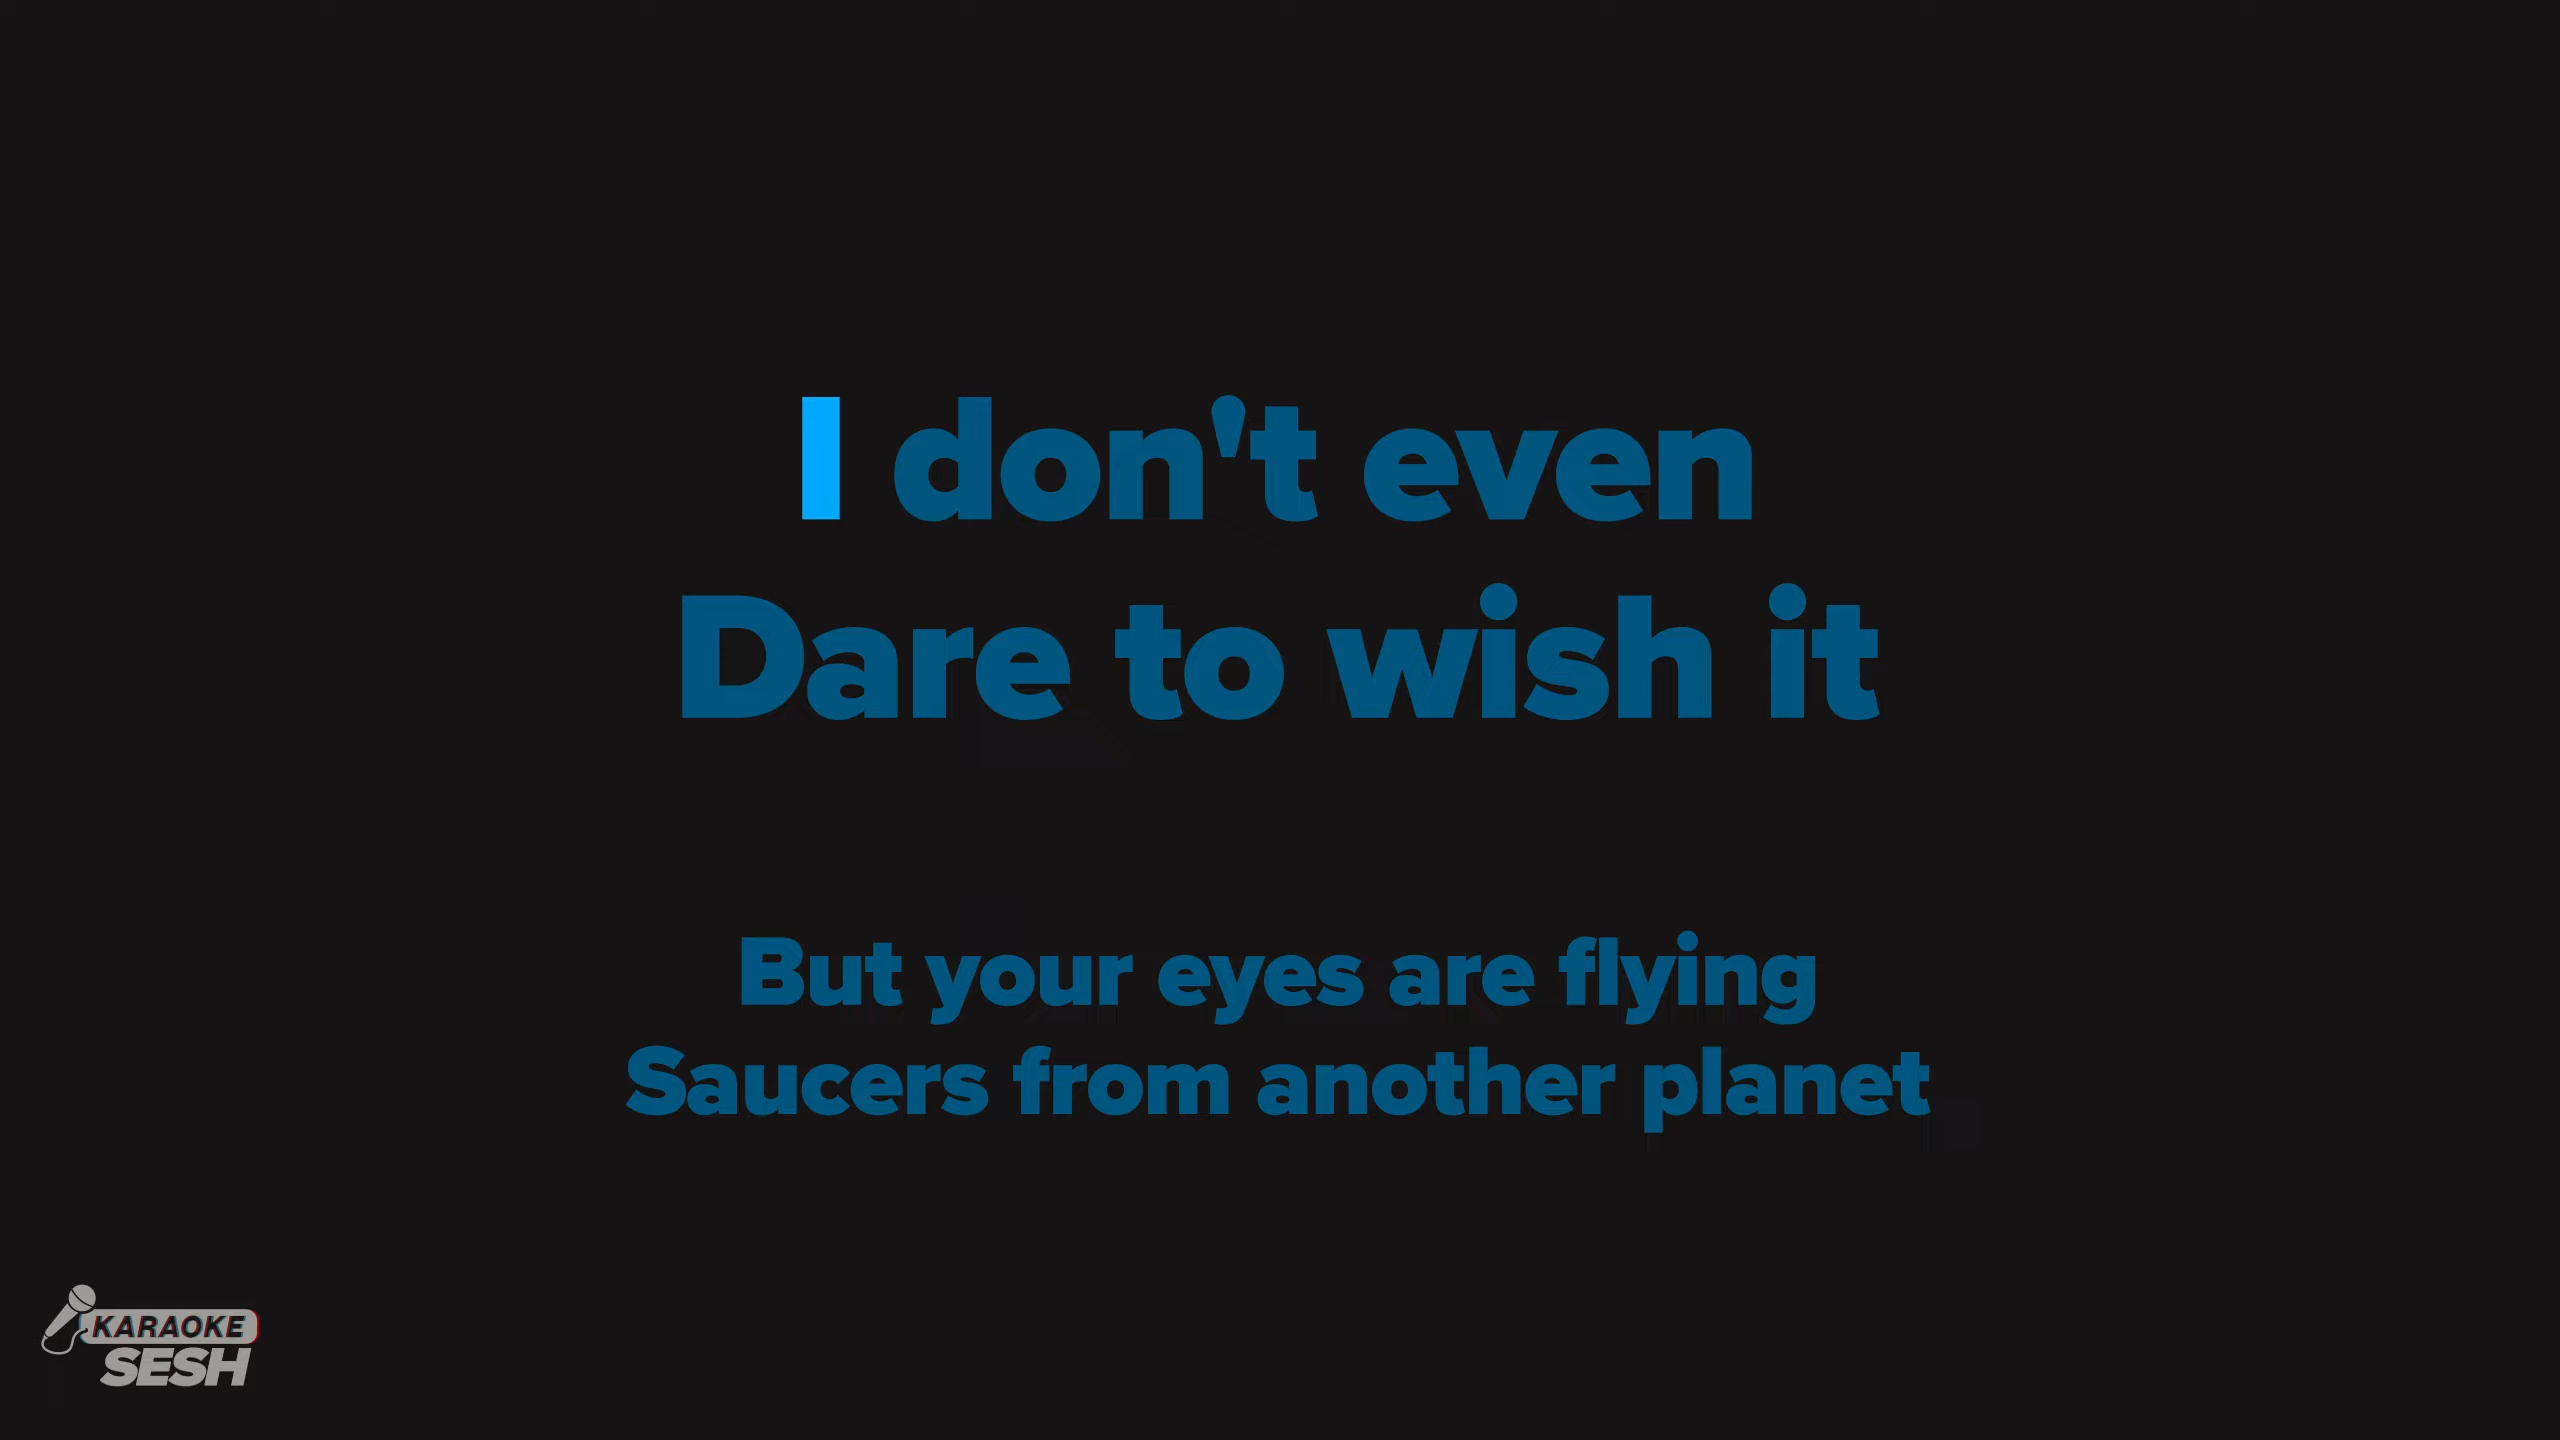 I don't even
Dare to wish it
But your eyes are flying
Saucers from another planet
KARAOKE
SESH